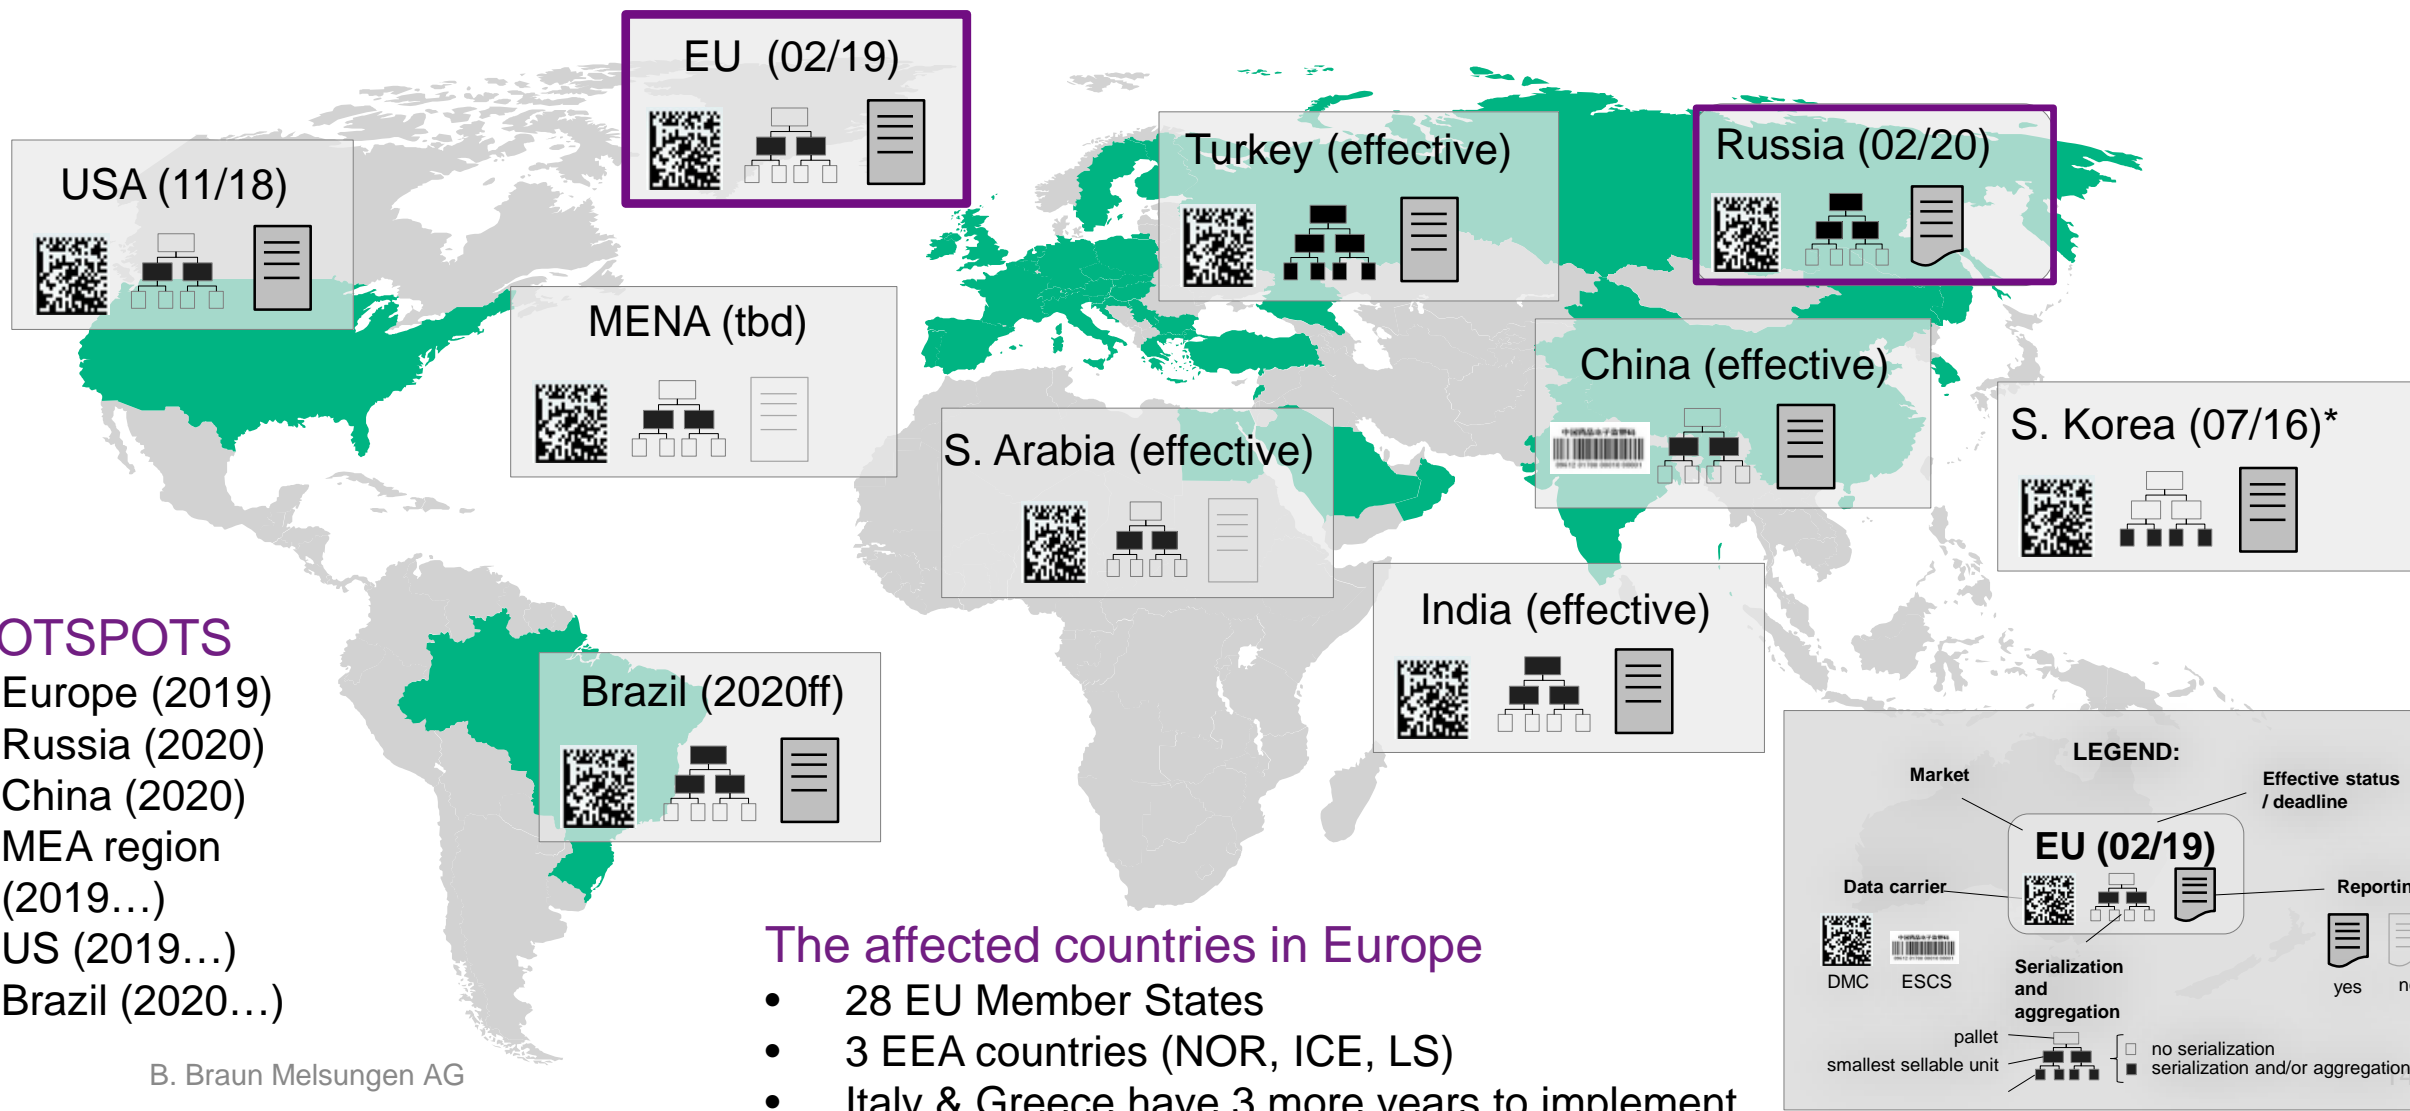 EU (02/19)
USA (11/18)
Turkey (effective)
Russia (02/20)
MENA (tbd)
China (effective)
S. Arabia (effective)
S. Korea (07/16)*
India (effective)
Brazil (2020ff)
OTSPOTS
Europe (2019)
Russia (2020)
China (2020)
MEA region
(2019…)
US (2019…)
Brazil (2020…)
B. Braun Melsungen AG
The affected countries in Europe
• 28 EU Member States
• 3 EEA countries (NOR, ICE, LS)
• Italy & Greece have 3 more years to implement
LEGEND:
Market
Effective status
/ deadline
EU (02/19)
Data carrier
Reportin
DMC
ESCS
yes
Serialization
and
aggregation
pallet
smallest sellable unit
no serialization
serialization and/or aggregation